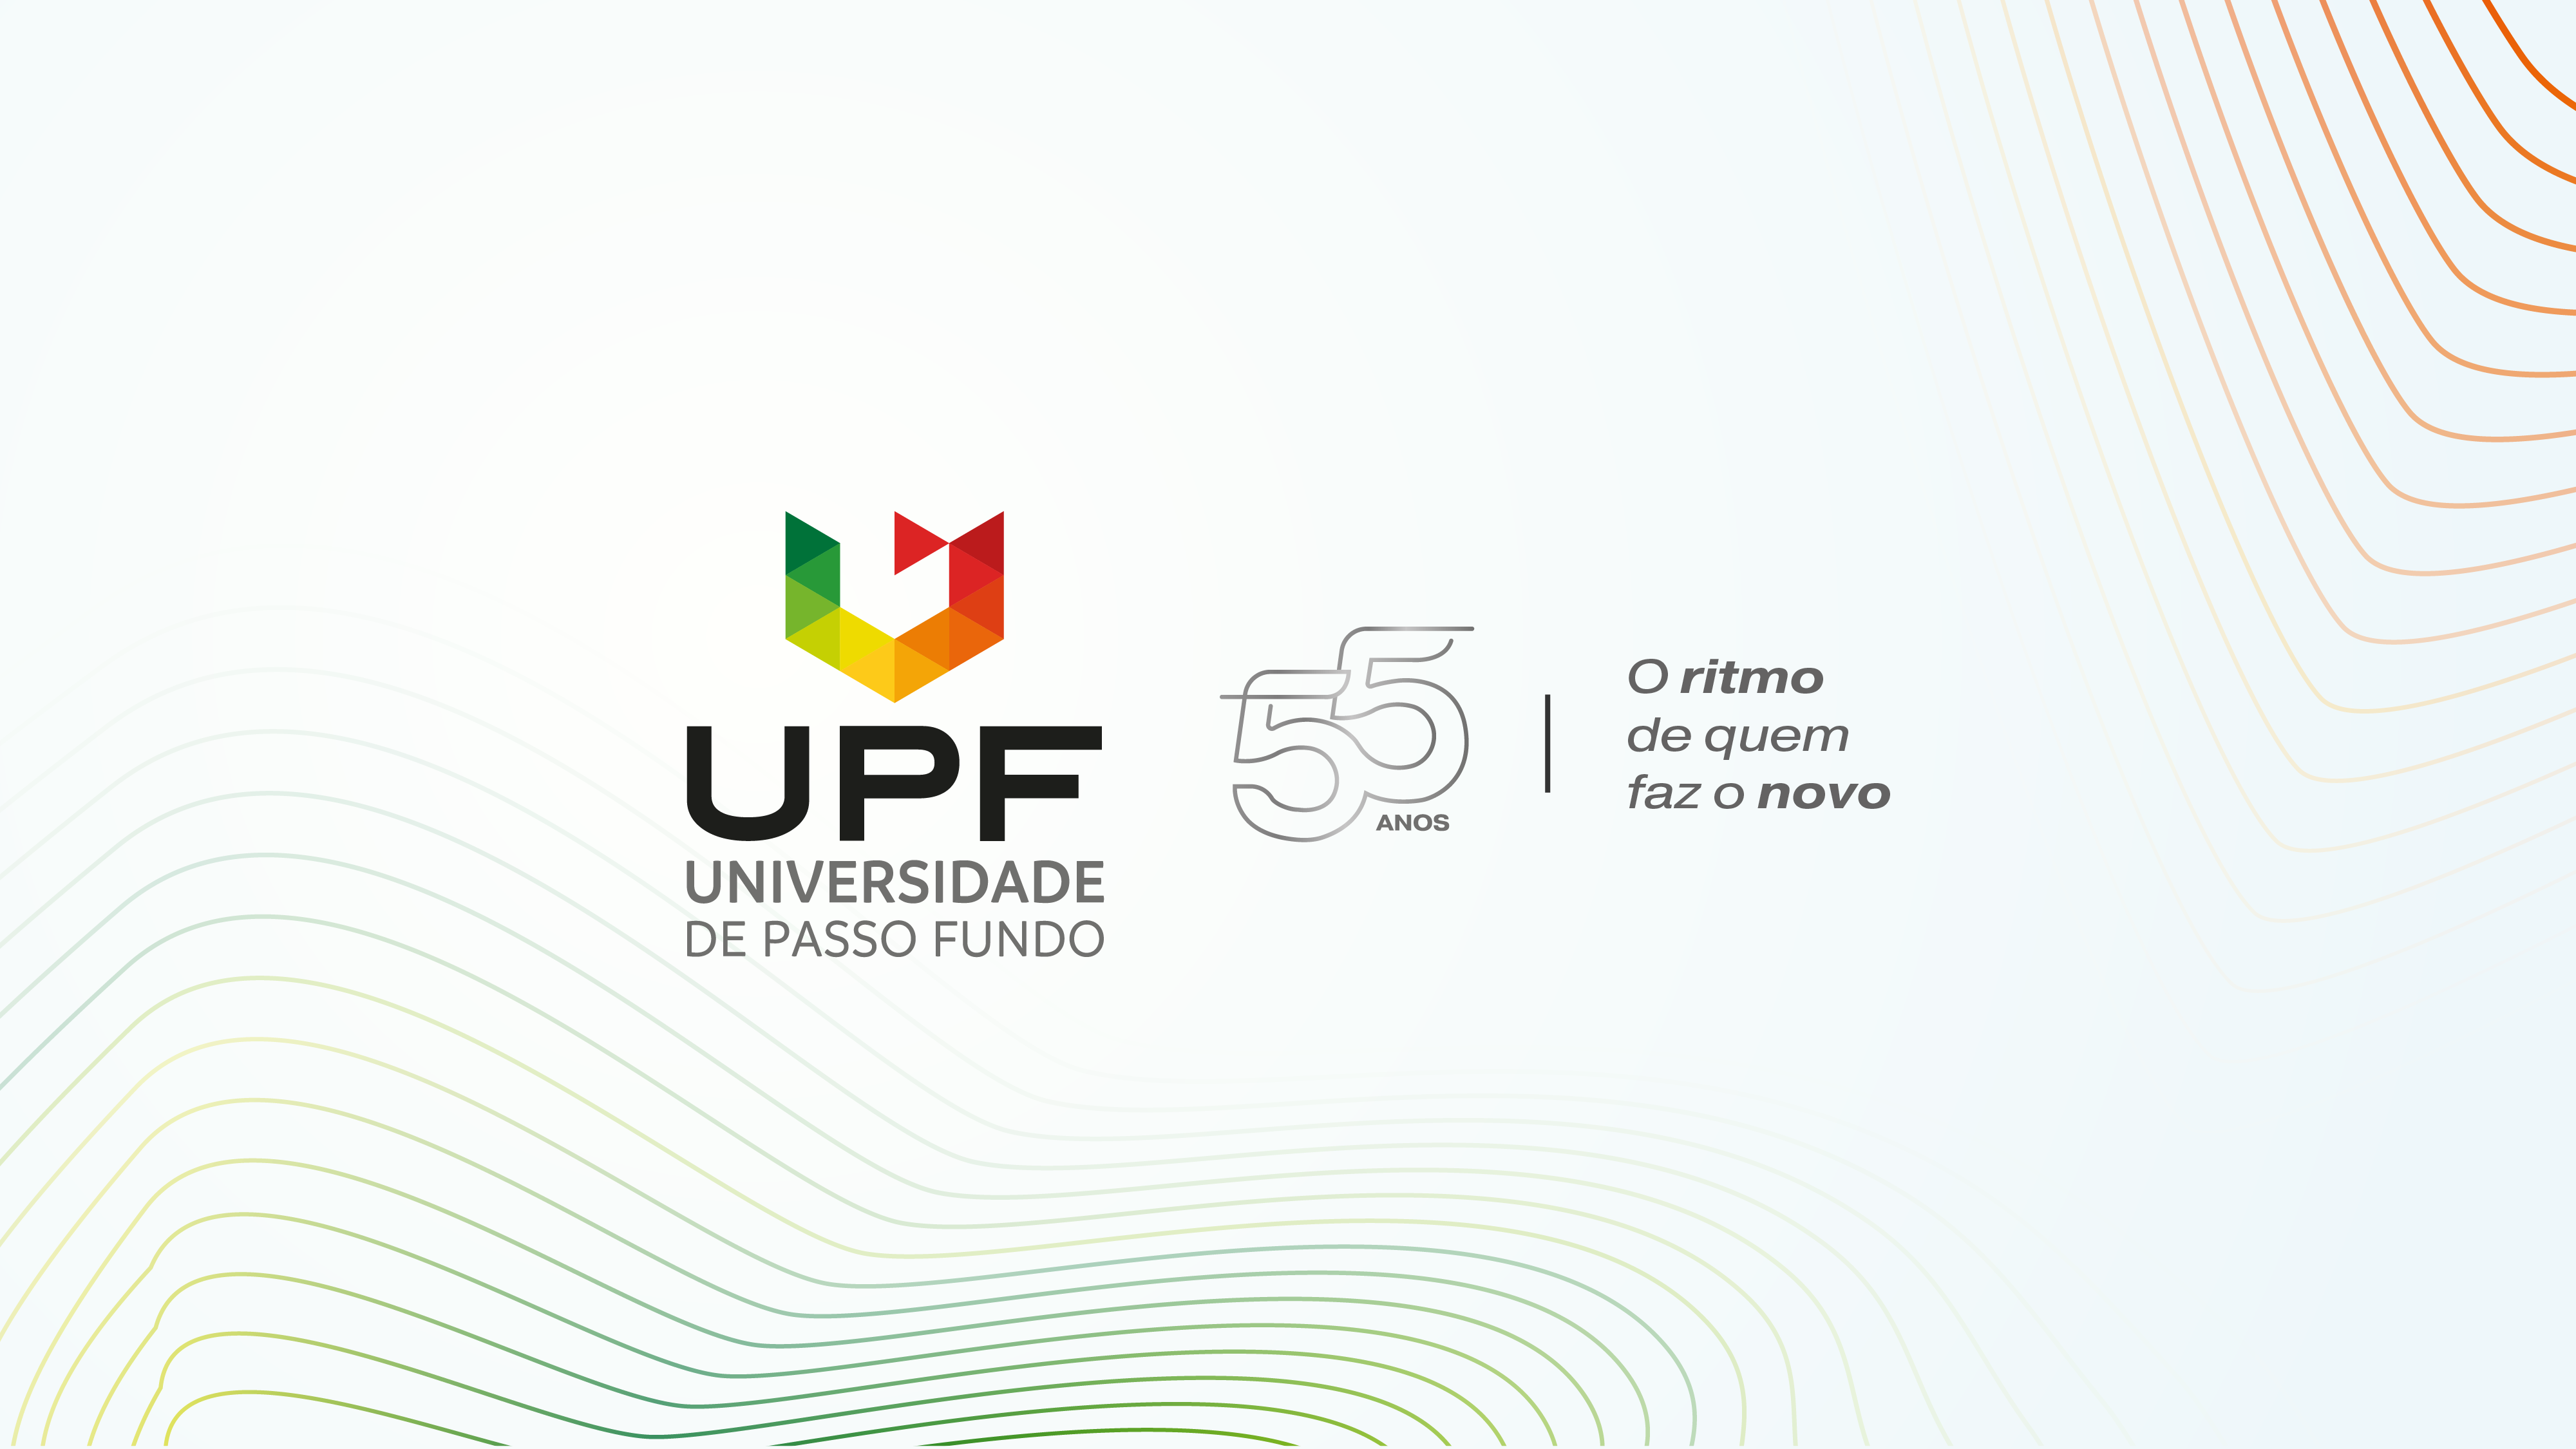 UPF
UNIVERSIDADE
DE PASSO FUNDO
55
ANOS
O ritmo
de quem
faz o novo